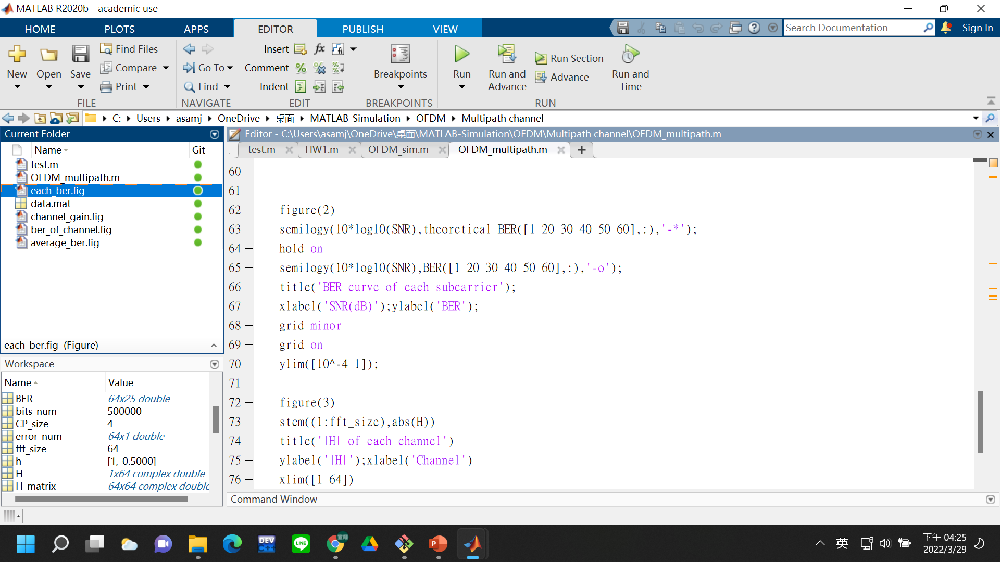 MATLAB R2020b - academic use
HOME PLOTS APPS EDITOR PUBLISH VIEW
Search Documentation
Sign In
New
Open
Save
Find Files
Compare
Print
FILE
Go To
Find
NAVIGATE
Insert
fx
fi
Comment
Indent
EDIT
Breakpoints
BREAKPOINTS
Run
Run and Advance
Run Section
Advance
Run and Time
RUN
C: Users asamj OneDrive 桌面 MATLAB-Simulation OFDM Multipath channel
Current Folder
Name Git
test.m
OFDM_multipath.m
each_ber.fig
data.mat
channel_gain.fig
ber_of_channel.fig
average_ber.fig
each_ber.fig (Figure)
Workspace
Name Value
BER 64x25 double
bits_num 500000
CP_size 4
error_num 64x1 double
fft_size 64
h [1,-0.5000]
H 1x64 complex double
H_matrix 64x64 complex double
Editor - C:\Users\asamj\OneDrive\桌面\MATLAB-Simulation\OFDM\Multipath channel\OFDM_multipath.m
test.m HW1.m OFDM_sim.m OFDM_multipath.m
60
61
62 – figure(2)
63 – semilogy(10*log10(SNR),theoretical_BER([1 20 30 40 50 60],:),'-*');
64 – hold on
65 – semilogy(10*log10(SNR),BER([1 20 30 40 50 60],:),'-o');
66 – title('BER curve of each subcarrier');
67 – xlabel('SNR(dB)');ylabel('BER');
68 – grid minor
69 – grid on
70 – ylim([10^-4 1]);
71
72 – figure(3)
73 – stem((1:fft_size),abs(H))
74 – title('|H| of each channel')
75 – ylabel('|H|');xlabel('Channel')
76 – xlim([1 64])
Command Window
DEV C++
LINE
宣翔
P
英
下午 04:25
2022/3/29